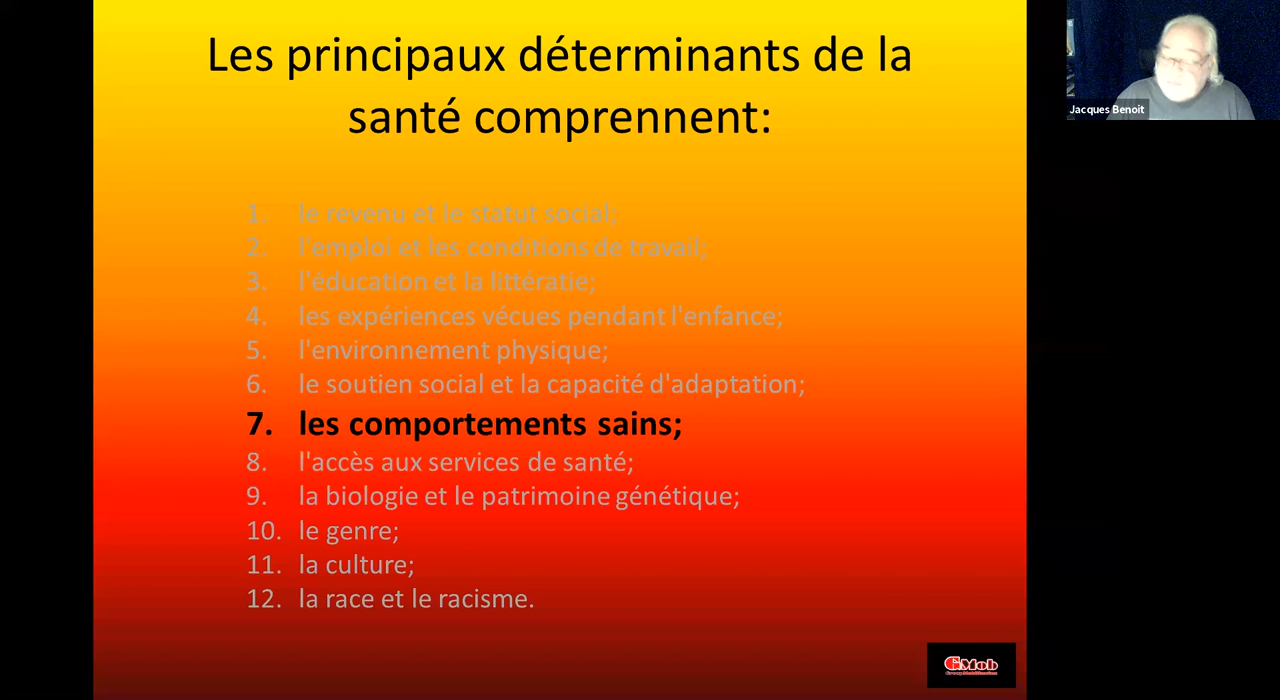 Les principaux déterminants de la
santé comprennent:
1. le revenu et le statut social;
2. l'emploi et les conditions de travail;
3. l'éducation et la littératie;
4. les expériences vécues pendant l'enfance;
5. l'environnement physique;
6. le soutien social et la capacité d'adaptation;
7. les comportements sains;
8. l'accès aux services de santé;
9. la biologie et le patrimoine génétique;
10. le genre;
11. la culture;
12. la race et le racisme.
Jacques Benoit
GMob